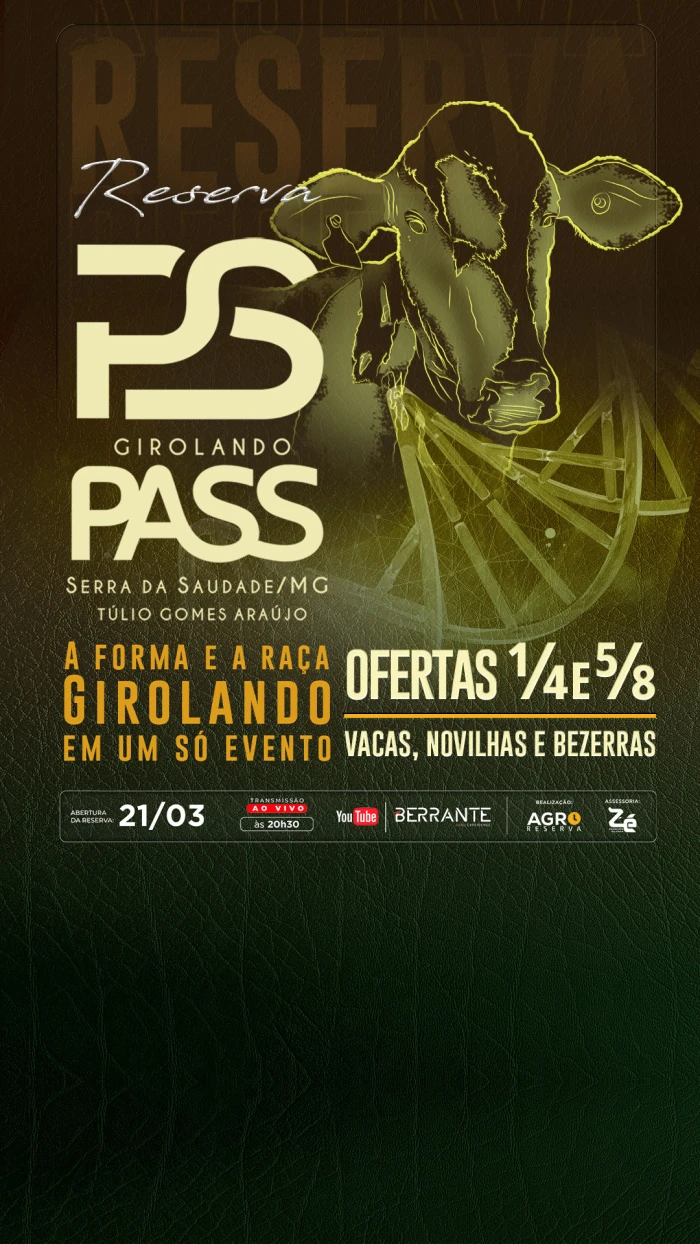 RESERVA
Reserva
PS
GIROLANDO
PASS
SERRA DA SAUDADE/MG
TÚLIO GOMES ARAÚJO
A FORMA E A RAÇA
GIROLANDO
EM UM SÓ EVENTO
OFERTAS 1/4 E 5/8
VACAS, NOVILHAS E BEZERRAS
ABERTURA
DA RESERVA: 21/03
TRANSMISSÃO
AO VIVO
às 20h30
YouTube
BERRANTE
REALIZAÇÃO:
AGRO
RESERVA
ASSESSORIA:
Zé